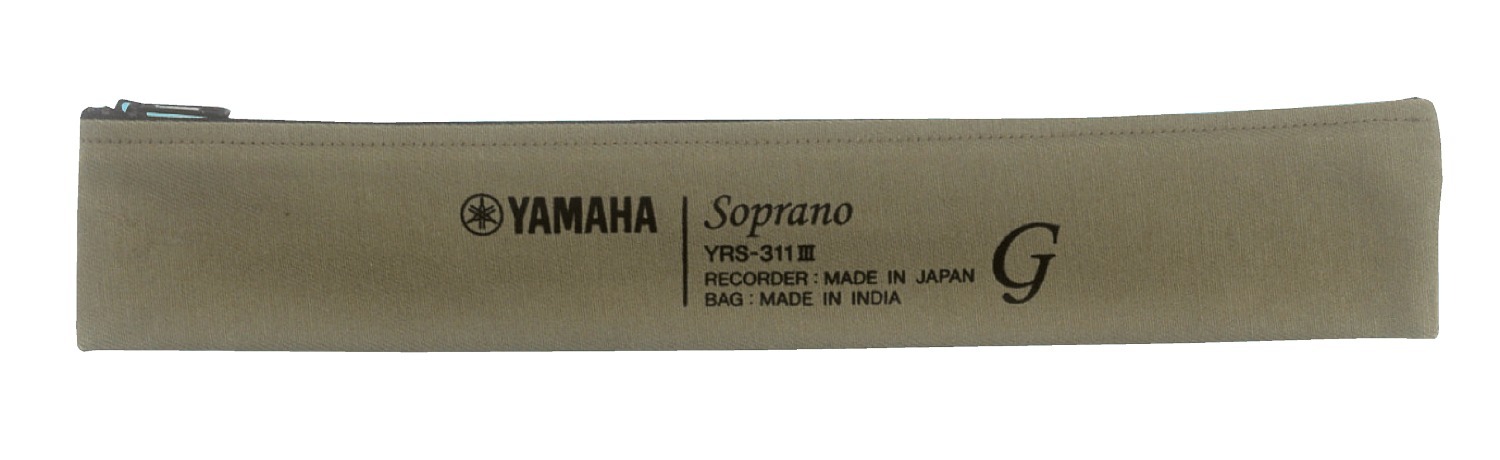 YAMAHA
Soprano
YRS-311III
RECORDER : MADE IN JAPAN
BAG : MADE IN INDIA
G